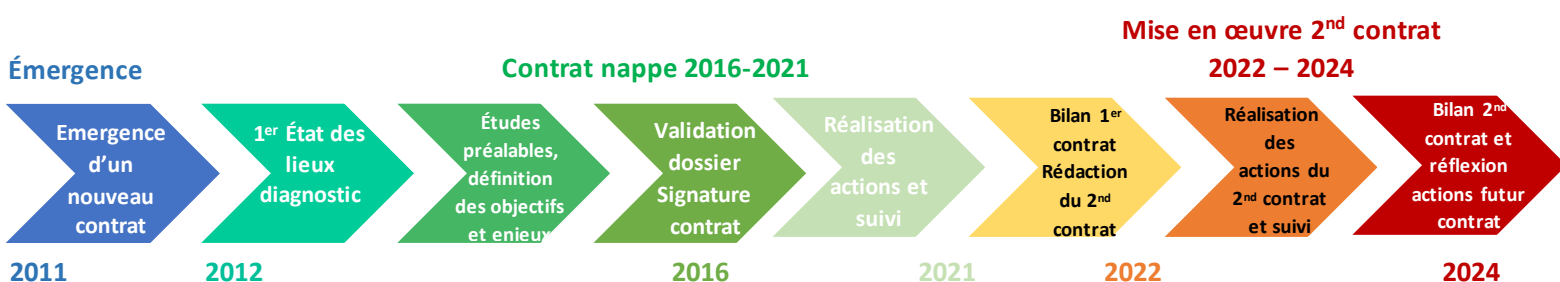 Mise en œuvre 2nd contrat
2022 – 2024
Émergence
Contrat nappe 2016-2021
Emergence
d’un
nouveau
contrat
1er État des
lieux
diagnostic
Études
préalables,
définition
des objectifs
et enjeux
Validation
dossier
Signature
contrat
Réalisation
des
actions et
suivi
Bilan 1er
contrat
Rédaction
du 2nd
contrat
Réalisation
des
actions du
2nd contrat
et suivi
Bilan 2nd
contrat et
réflexion
actions futur
contrat
2011
2012
2016
2021
2022
2024